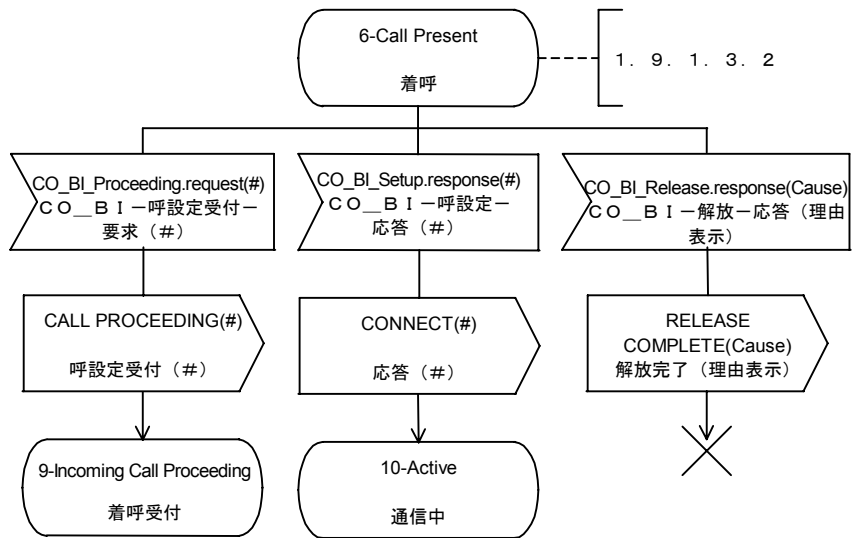 6-Call Present
着呼
１．９．１．３．２
CO_BI_Proceeding.request(#)
ＣＯ＿ＢＩ－呼設定受付－
要求（＃）
CO_BI_Setup.response(#)
ＣＯ＿ＢＩ－呼設定－
応答（＃）
CO_BI_Release.response(Cause)
ＣＯ＿ＢＩ－解放－応答（理由
表示）
CALL PROCEEDING(#)
呼設定受付（＃）
CONNECT(#)
応答（＃）
RELEASE
COMPLETE(Cause)
解放完了（理由表示）
9-Incoming Call Proceeding
着呼受付
10-Active
通信中